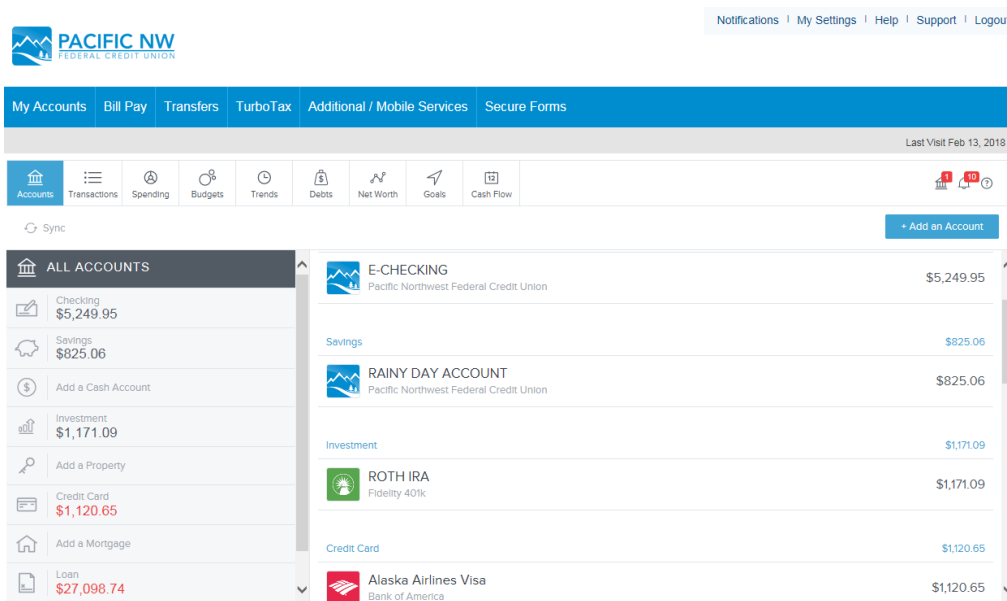 Notifications | My Settings | Help | Support | Logout
PACIFIC NW
FEDERAL CREDIT UNION
My Accounts Bill Pay Transfers TurboTax Additional / Mobile Services Secure Forms
Last Visit Feb 13, 2018
Accounts Transactions Spending Budgets Trends Debts Net Worth Goals Cash Flow
12
$
1 10 ?
Sync
+ Add an Account
ALL ACCOUNTS
Checking
$5,249.95
Savings
$825.06
$
Add a Cash Account
Investment
$1,171.09
Add a Property
Credit Card
$1,120.65
Add a Mortgage
Loan
$27,098.74
E-CHECKING
Pacific Northwest Federal Credit Union
$5,249.95
Savings $825.06
RAINY DAY ACCOUNT
Pacific Northwest Federal Credit Union
$825.06
Investment $1,171.09
ROTH IRA
Fidelity 401k
$1,171.09
Credit Card $1,120.65
Alaska Airlines Visa
Bank of America
$1,120.65